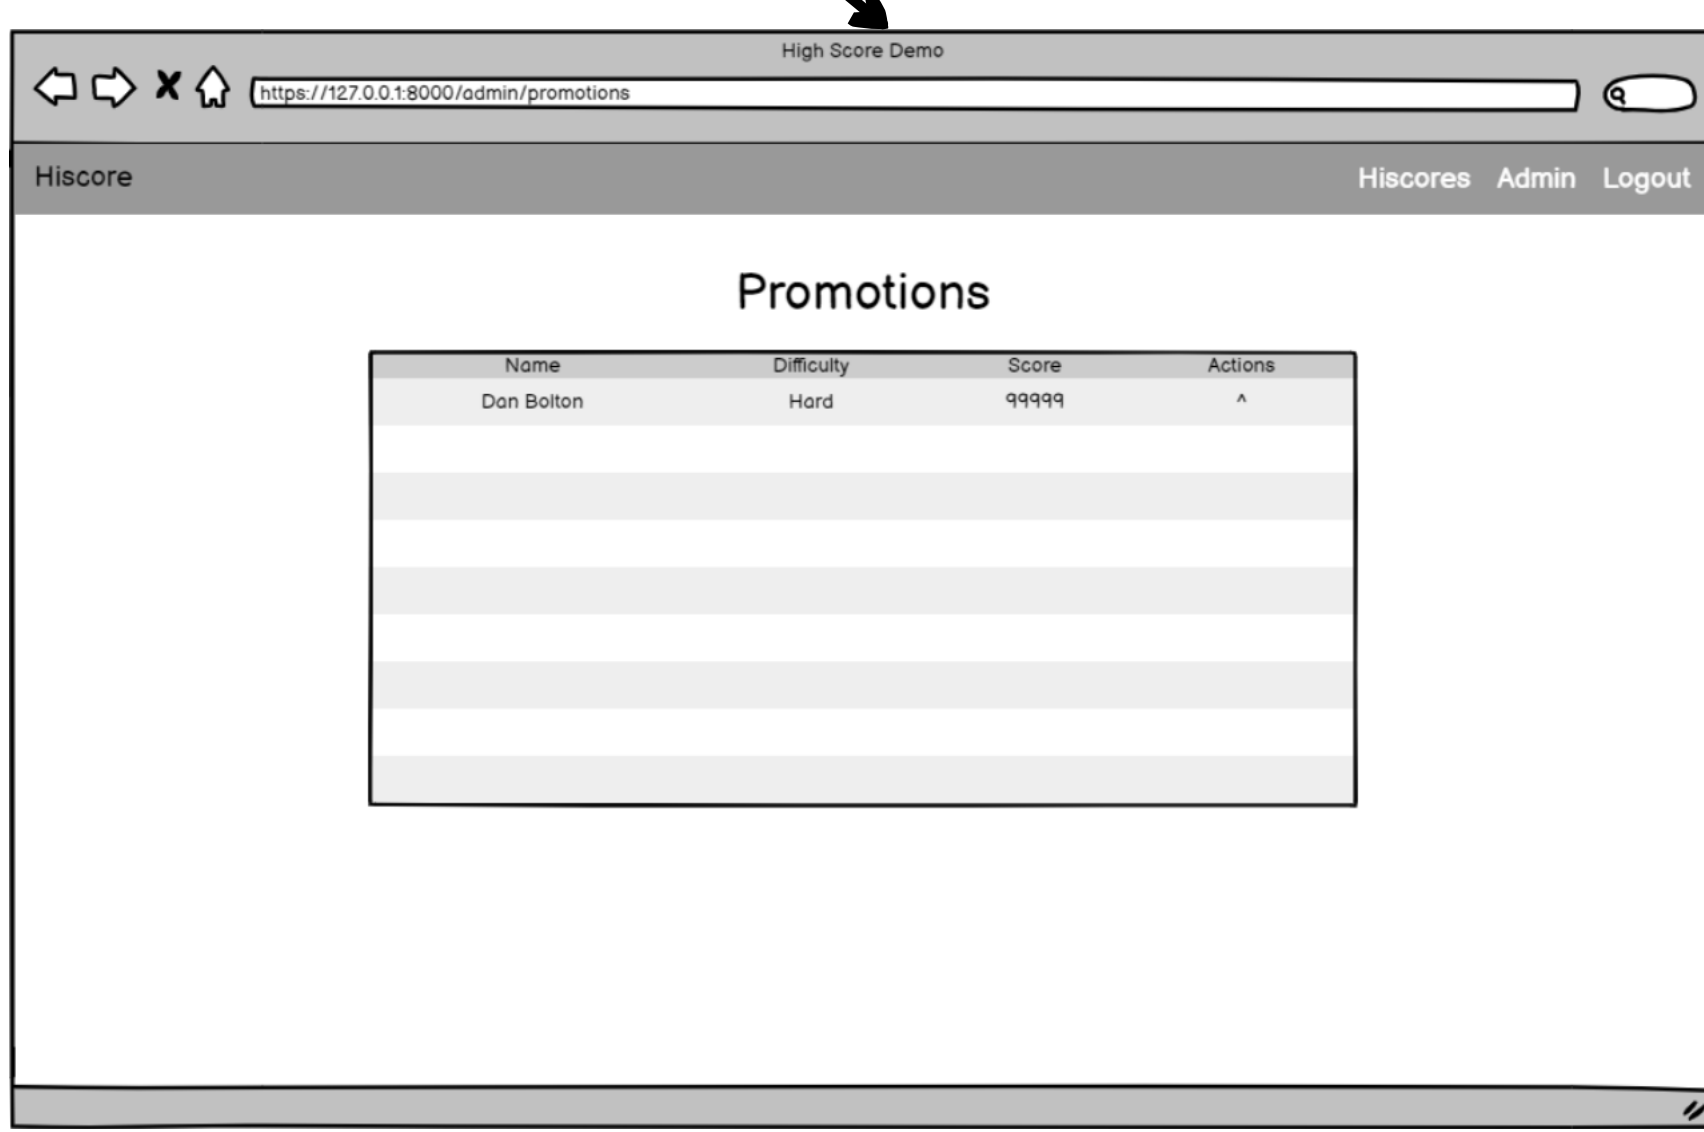 High Score Demo
https://127.0.0.1:8000/admin/promotions
Hiscore Hiscores Admin Logout
Promotions
Name Difficulty Score Actions
Dan Bolton Hard 99999 ^